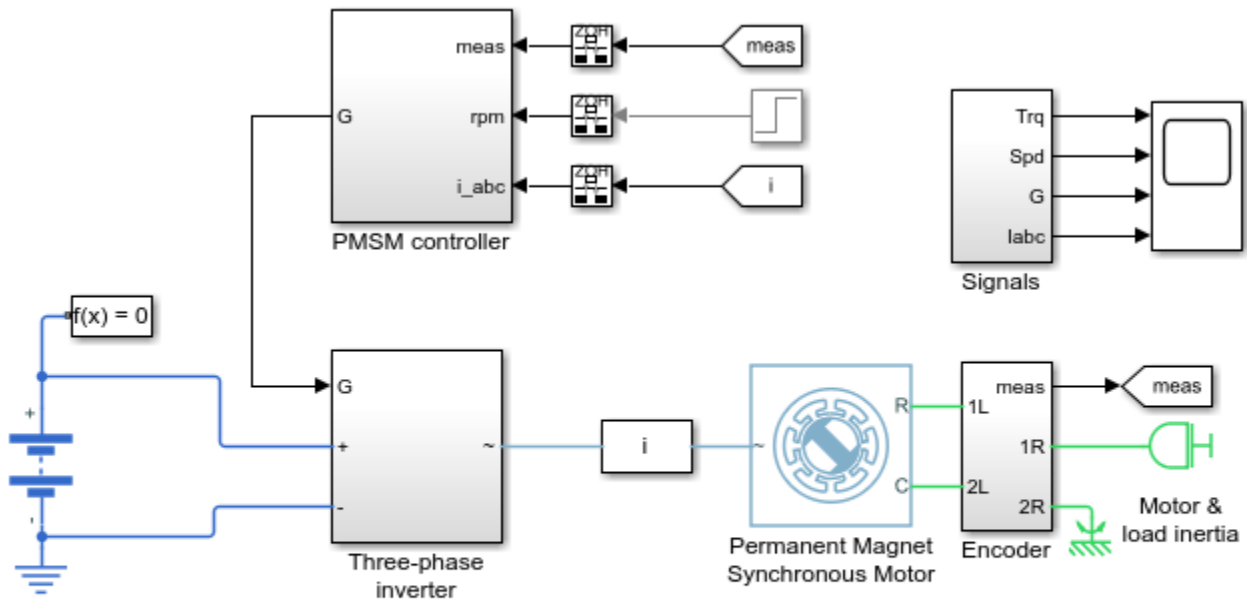 meas
ZOH
meas
G
rpm
ZOH
i_abc
ZOH
i
PMSM controller
Trq
Spd
G
Iabc
Signals
f(x) = 0
+
G
+
-
~
Three-phase
inverter
i
~
R
C
Permanent Magnet
Synchronous Motor
1L
2L
meas
1R
2R
Encoder
meas
Motor &
load inertia